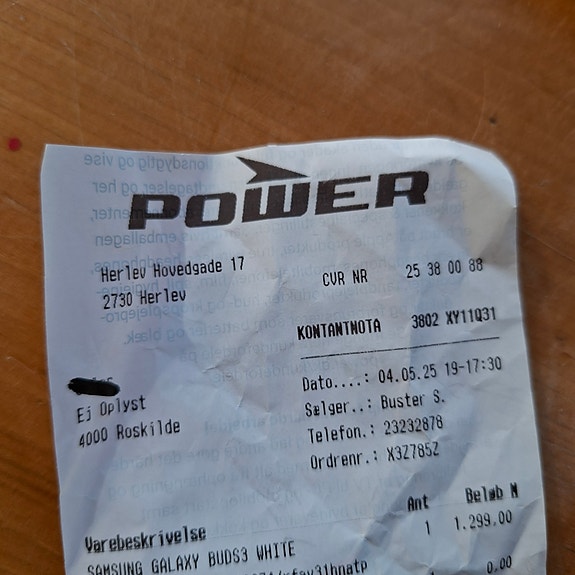 POWER
Herlev Hovedgade 17
2730 Herlev
CVR NR 25 38 00 88
KONTANTNOTA 3802 XY11Q31
Ej Oplyst
4000 Roskilde
Dato....: 04.05.25 19-17:30
Sælger..: Buster S.
Telefon.: 23232878
Ordrenr.: X3Z785Z
Varebeskrivelse Ant Beløb M
SAMSUNG GALAXY BUDS3 WHITE 1 1.299,00
0,00